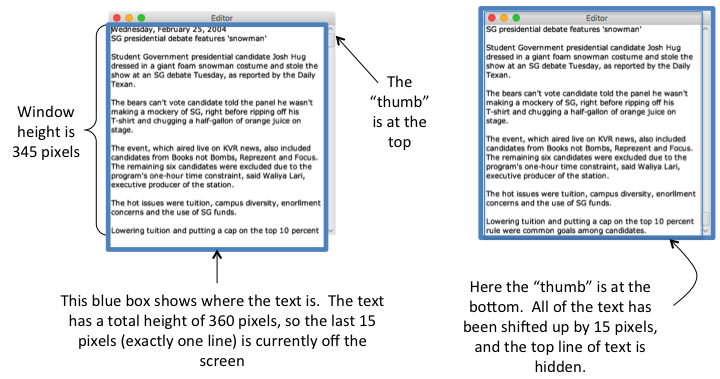 Editor
Wednesday, February 25, 2004
SG presidential debate features 'snowman'
Student Government presidential candidate Josh Hug
dressed in a giant foam snowman costume and stole the
show at an SG debate Tuesday, as reported by the Daily
Texan.
The bears can't vote candidate told the panel he wasn't
making a mockery of SG, right before ripping off his
T-shirt and chugging a half-gallon of orange juice on
stage.
The event, which aired live on KVR news, also included
candidates from Books not Bombs, Reprezent and Focus.
The remaining six candidates were excluded due to the
program's one-hour time constraint, said Waliya Lari,
executive producer of the station.
The hot issues were tuition, campus diversity, enorllment
concerns and the use of SG funds.
Lowering tuition and putting a cap on the top 10 percent
Window
height is
345 pixels
The
“thumb”
is at the
top
This blue box shows where the text is. The text
has a total height of 360 pixels, so the last 15
pixels (exactly one line) is currently off the
screen
Editor
SG presidential debate features 'snowman'
Student Government presidential candidate Josh Hug
dressed in a giant foam snowman costume and stole the
show at an SG debate Tuesday, as reported by the Daily
Texan.
The bears can't vote candidate told the panel he wasn't
making a mockery of SG, right before ripping off his
T-shirt and chugging a half-gallon of orange juice on
stage.
The event, which aired live on KVR news, also included
candidates from Books not Bombs, Reprezent and Focus.
The remaining six candidates were excluded due to the
program's one-hour time constraint, said Waliya Lari,
executive producer of the station.
The hot issues were tuition, campus diversity, enorllment
concerns and the use of SG funds.
Lowering tuition and putting a cap on the top 10 percent
rule were common goals among candidates.
Here the “thumb” is at the
bottom. All of the text has
been shifted up by 15 pixels,
and the top line of text is
hidden.